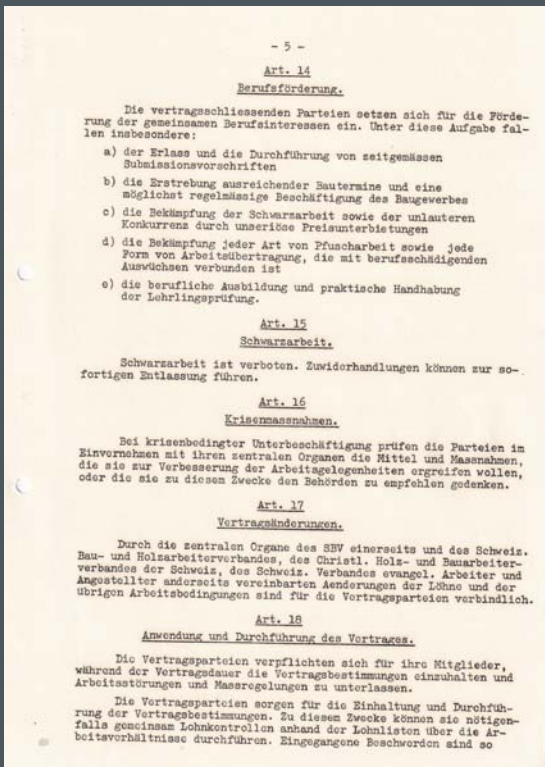 - 5 -
Art. 14
Berufsförderung.
Die vertragsschliessenden Parteien setzen sich für die Förde-
rung der gemeinsamen Berufsinteressen ein. Unter diese Aufgabe fal-
len insbesondere:
a) der Erlass und die Durchführung von zeitgemässen
Submissionsvorschriften
b) die Erstrebung ausreichender Bautermine und eine
möglichst regelmässige Beschäftigung des Baugewerbes
c) die Bekämpfung der Schwarzarbeit sowie der unlauteren
Konkurrenz durch unseriöse Preisunterbietungen
d) die Bekämpfung jeder Art von Pfuscharbeit sowie jede
Form von Arbeitsübertragung, die mit berufsschädigenden
Auswüchsen verbunden ist
e) die berufliche Ausbildung und praktische Handhabung
der Lehrlingsprüfung.
Art. 15
Schwarzarbeit.
Schwarzarbeit ist verboten. Zuwiderhandlungen können zur so-
fortigen Entlassung führen.
Art. 16
Krisenmassnahmen.
Bei krisenbedingter Unterbeschäftigung prüfen die Parteien im
Einvernehmen mit ihren zentralen Organen die Mittel und Massnahmen,
die sie zur Verbesserung der Arbeitsgelegenheiten ergreifen wollen,
oder die sie zu diesem Zwecke den Behörden zu empfehlen gedenken.
Art. 17
Vertragsänderungen.
Durch die zentralen Organe des SBV einerseits und des Schweiz.
Bau- und Holzarbeiterverbandes, des Christl. Holz- und Bauarbeiter-
verbandes der Schweiz, des Schweiz. Verbandes evangel. Arbeiter und
Angestellter anderseits vereinbarten Aenderungen der Löhne und der
übrigen Arbeitsbedingungen sind für die Vertragsparteien verbindlich.
Art. 18
Anwendung und Durchführung des Vertrages.
Die Vertragsparteien verpflichten sich für ihre Mitglieder,
während der Vertragsdauer die Vertragsbestimmungen einzuhalten und
Arbeitsstörungen und Massregelungen zu unterlassen.
Die Vertragsparteien sorgen für die Einhaltung und Durchfüh-
rung der Vertragsbestimmungen. Zu diesem Zwecke können sie nötigen-
falls gemeinsam Lohnkontrollen anhand der Lohnlisten über die Ar-
beitsverhältnisse durchführen. Eingegangene Beschwerden sind so